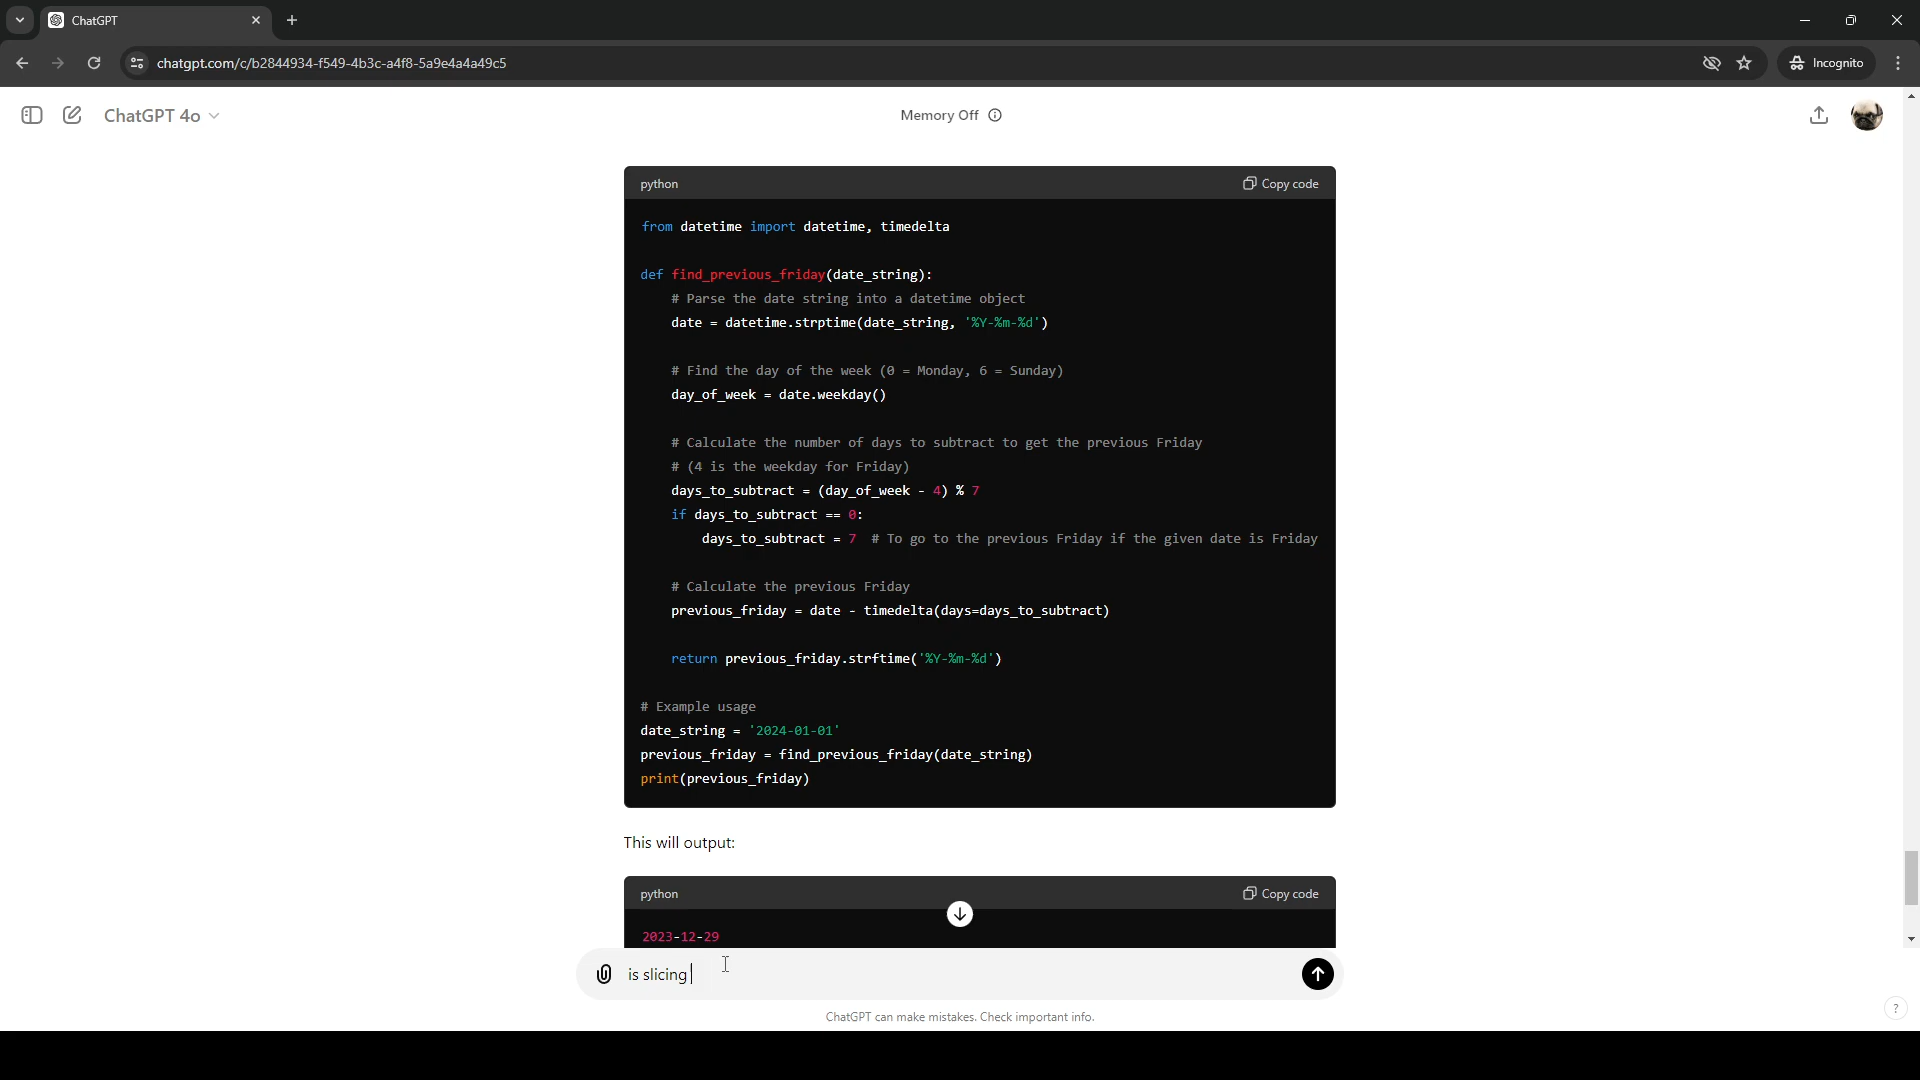 ChatGPT
chatgpt.com/c/b2844934-f549-4b3c-a4f8-5a9e4a4a49c5
Incognito
ChatGPT 4o
Memory Off
python
Copy code
from datetime import datetime, timedelta
def find_previous_friday(date_string):
# Parse the date string into a datetime object
date = datetime.strptime(date_string, '%Y-%m-%d')
# Find the day of the week (0 = Monday, 6 = Sunday)
day_of_week = date.weekday()
# Calculate the number of days to subtract to get the previous Friday
# (4 is the weekday for Friday)
days_to_subtract = (day_of_week - 4) % 7
if days_to_subtract == 0:
days_to_subtract = 7 # To go to the previous Friday if the given date is Friday
# Calculate the previous Friday
previous_friday = date - timedelta(days=days_to_subtract)
return previous_friday.strftime('%Y-%m-%d')
# Example usage
date_string = '2024-01-01'
previous_friday = find_previous_friday(date_string)
print(previous_friday)
This will output:
python
Copy code
2023-12-29
is slicing
ChatGPT can make mistakes. Check important info.
?